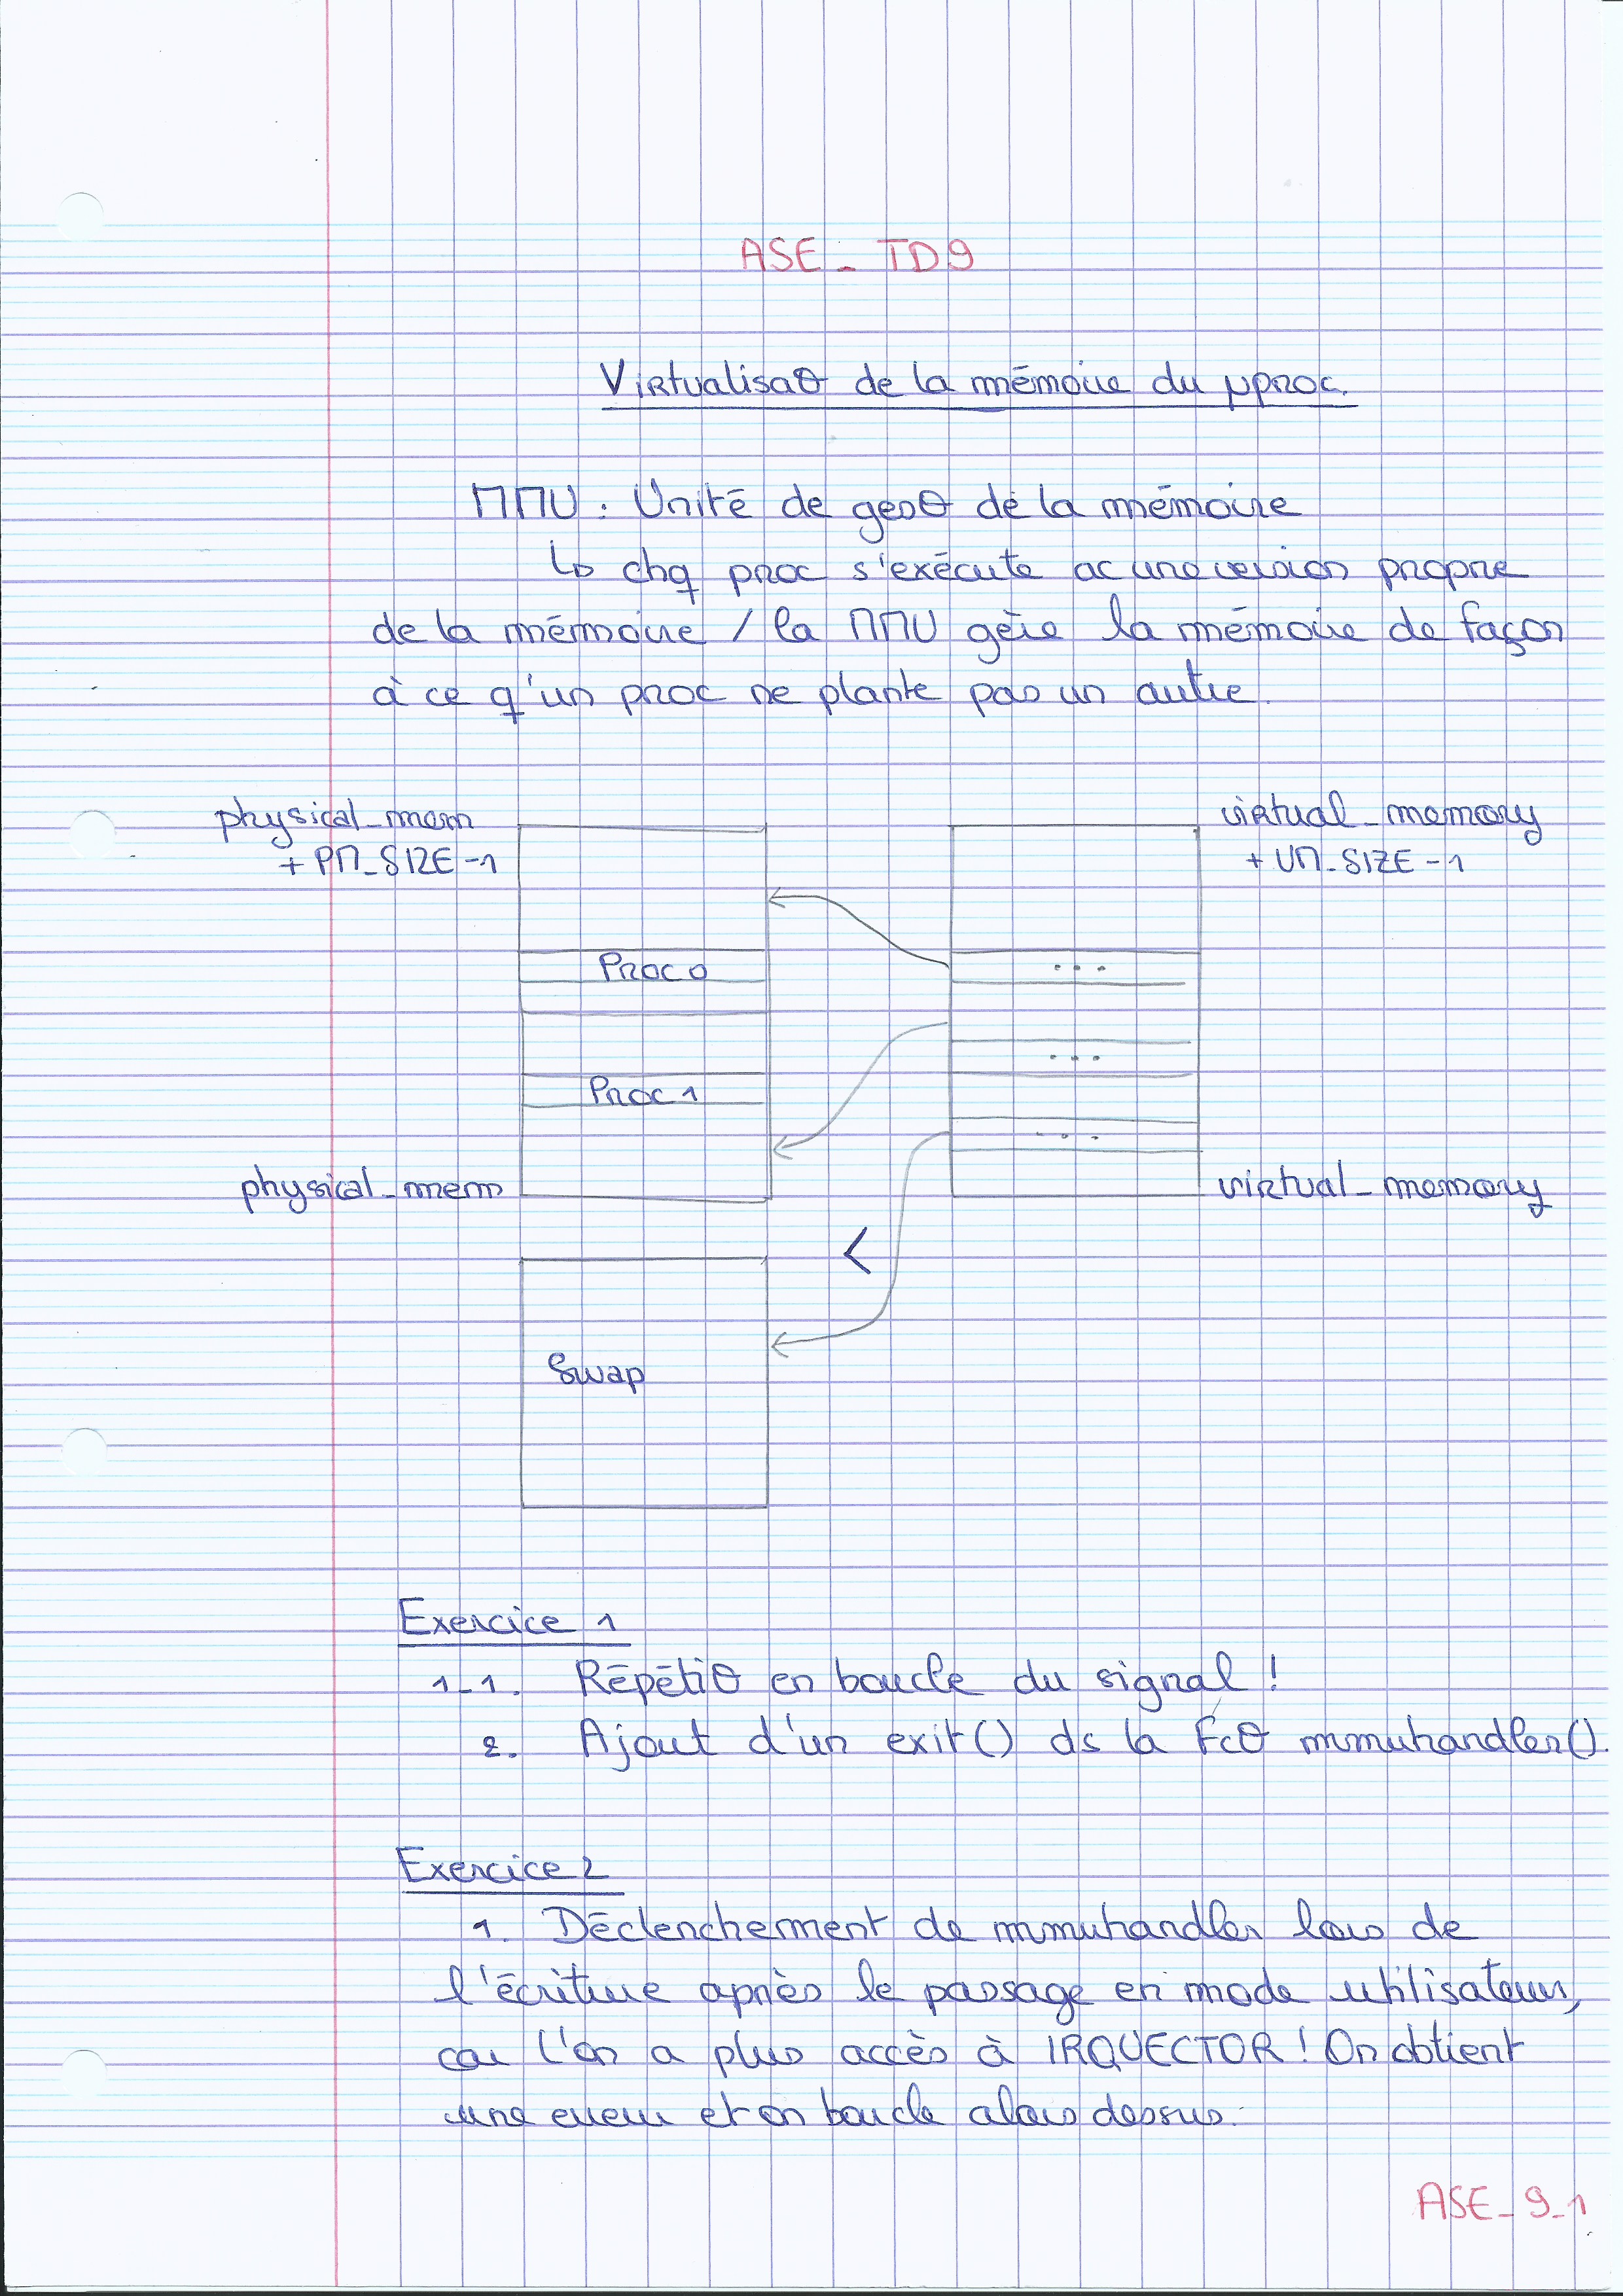 ASE_TD9
Virtualisaθ de la mémoire du μproc.
MMU : Unité de gesθ de la mémoire
↳ chq proc s'exécute ac une version propre
de la mémoire / la MMU gère la mémoire de façon
à ce q'un proc ne plante pas un autre.
physical_mem
+ PM_SIZE-1
virtual_memory
+ VM_SIZE-1
Proc 0
...
...
Proc 1
...
physical_mem
virtual_memory
<
Swap
Exercice 1
1_1. Répétiθ en boucle du signal !
2. Ajout d'un exit() ds la fcθ mmuhandler().
Exercice 2
1. Déclenchement de mmuhandler lors de
l'écriture après le passage en mode utilisateur,
car l'on a plus accès à IRQVECTOR ! On obtient
une erreur et on boucle alors dessus.
ASE_9_1